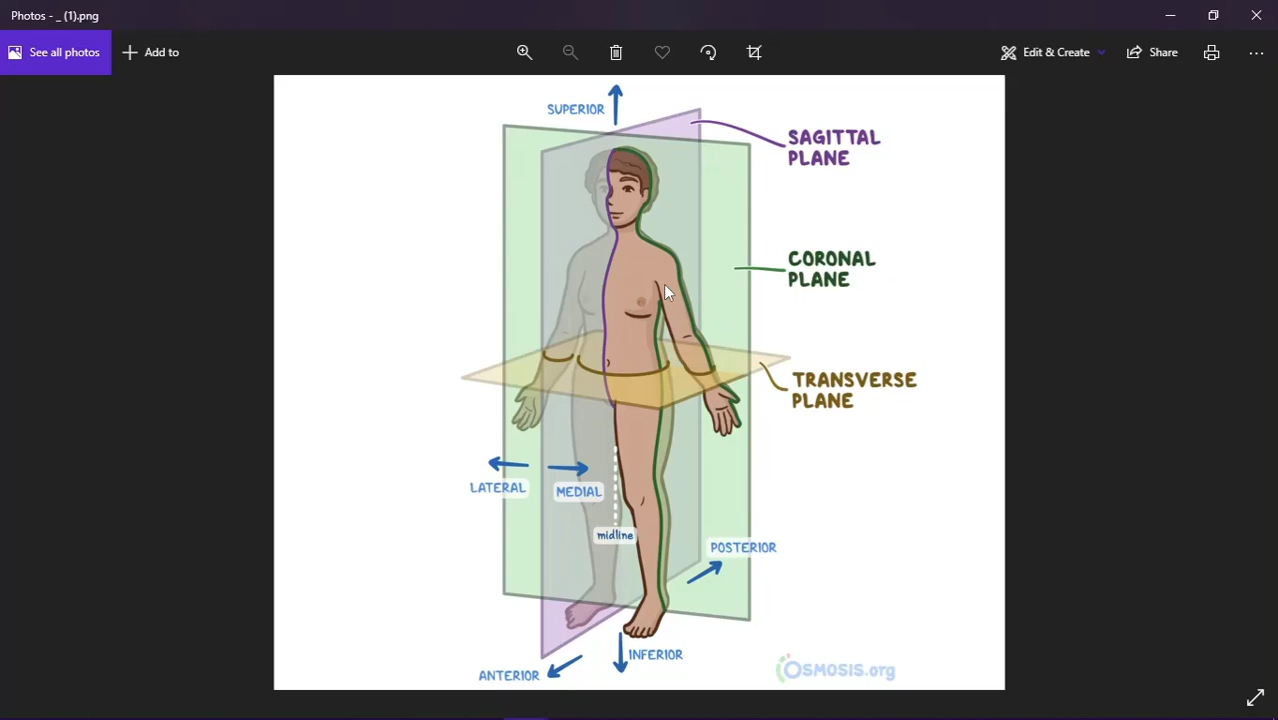 Photos - _ (1).png
See all photos
Add to
Edit & Create
Share
SUPERIOR
SAGITTAL
PLANE
CORONAL
PLANE
TRANSVERSE
PLANE
LATERAL
MEDIAL
midline
POSTERIOR
INFERIOR
ANTERIOR
OSMOSIS.org